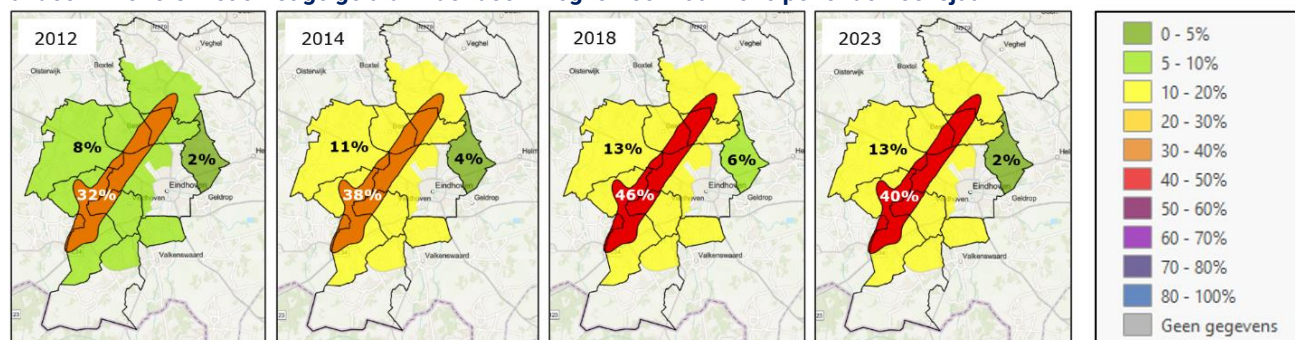 2012
N279
Veghel
Oisterwijk
Boxtel
8%
2%
32%
Eindhoven
Geldrop
Valkenswaard
2014
Veghel
Oisterwijk
Boxtel
11%
4%
38%
Eindhoven
Geldrop
Valkenswaard
2018
Veghel
Oisterwijk
Boxtel
13%
6%
46%
Eindhoven
Geldrop
Valkenswaard
2023
Veghel
Oisterwijk
Boxtel
13%
2%
40%
Eindhoven
Geldrop
Valkenswaard
0 - 5%
5 - 10%
10 - 20%
20 - 30%
30 - 40%
40 - 50%
50 - 60%
60 - 70%
70 - 80%
80 - 100%
Geen gegevens